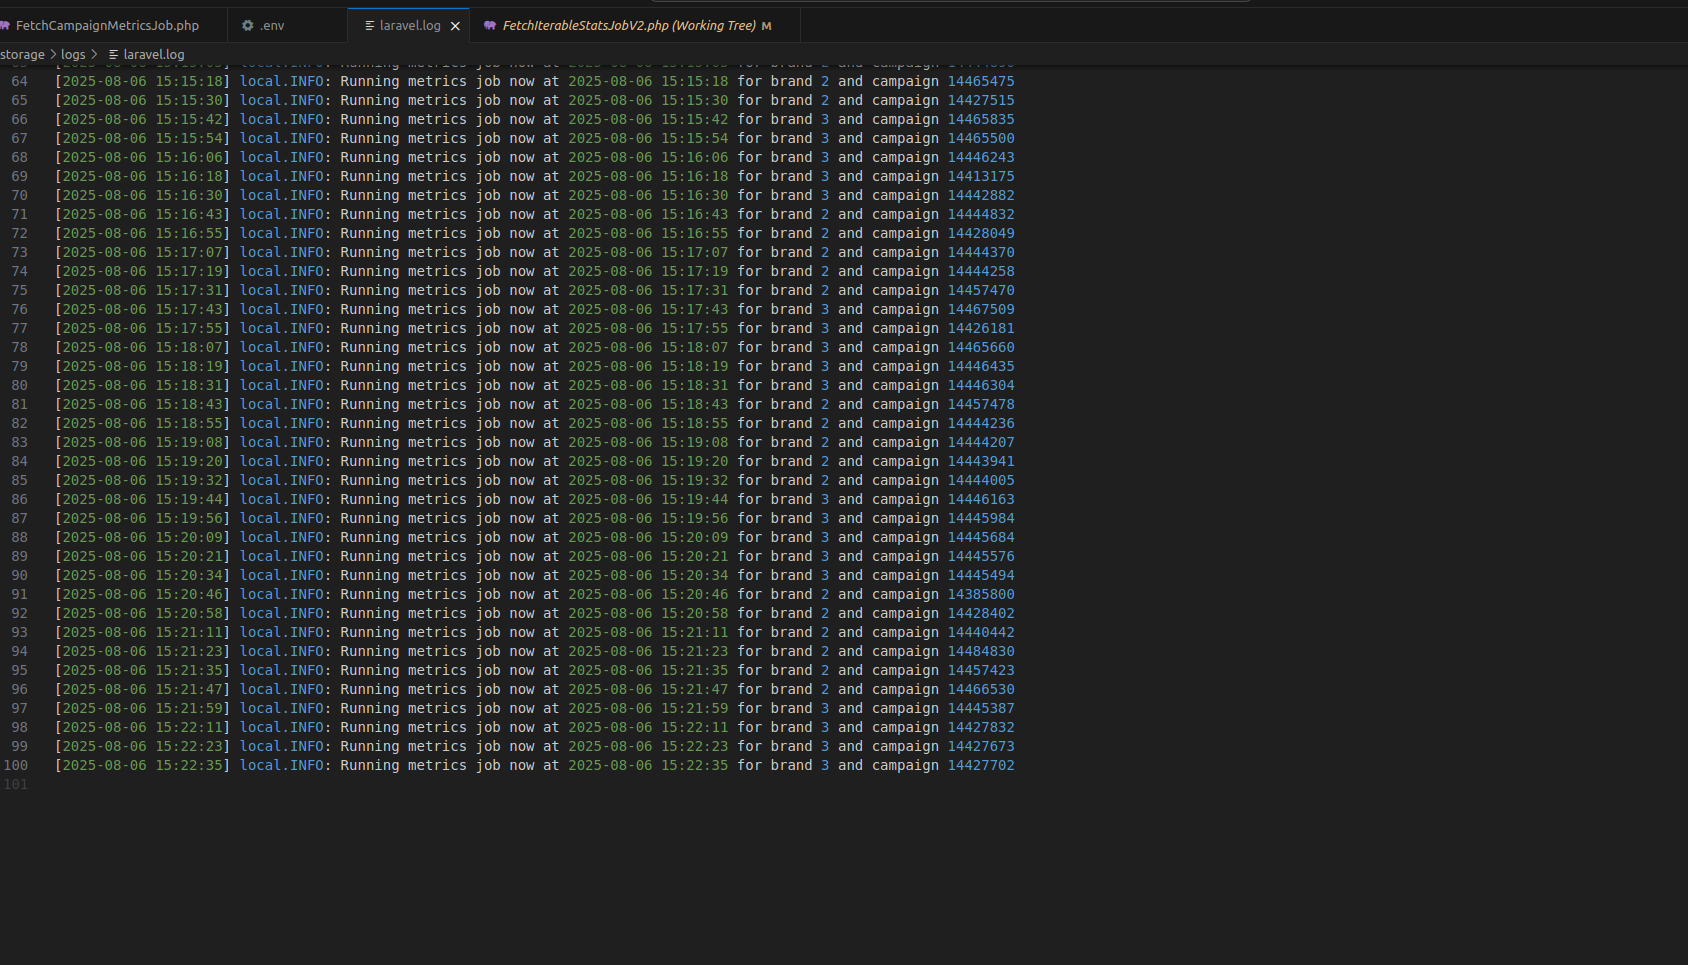 FetchCampaignMetricsJob.php
.env
laravel.log
FetchIterableStatsJobV2.php (Working Tree) M
storage > logs > laravel.log
64 [2025-08-06 15:15:18] local.INFO: Running metrics job now at 2025-08-06 15:15:18 for brand 2 and campaign 14465475
65 [2025-08-06 15:15:30] local.INFO: Running metrics job now at 2025-08-06 15:15:30 for brand 2 and campaign 14427515
66 [2025-08-06 15:15:42] local.INFO: Running metrics job now at 2025-08-06 15:15:42 for brand 3 and campaign 14465835
67 [2025-08-06 15:15:54] local.INFO: Running metrics job now at 2025-08-06 15:15:54 for brand 3 and campaign 14465500
68 [2025-08-06 15:16:06] local.INFO: Running metrics job now at 2025-08-06 15:16:06 for brand 3 and campaign 14446243
69 [2025-08-06 15:16:18] local.INFO: Running metrics job now at 2025-08-06 15:16:18 for brand 3 and campaign 14413175
70 [2025-08-06 15:16:30] local.INFO: Running metrics job now at 2025-08-06 15:16:30 for brand 3 and campaign 14442882
71 [2025-08-06 15:16:43] local.INFO: Running metrics job now at 2025-08-06 15:16:43 for brand 2 and campaign 14444832
72 [2025-08-06 15:16:55] local.INFO: Running metrics job now at 2025-08-06 15:16:55 for brand 2 and campaign 14428049
73 [2025-08-06 15:17:07] local.INFO: Running metrics job now at 2025-08-06 15:17:07 for brand 2 and campaign 14444370
74 [2025-08-06 15:17:19] local.INFO: Running metrics job now at 2025-08-06 15:17:19 for brand 2 and campaign 14444258
75 [2025-08-06 15:17:31] local.INFO: Running metrics job now at 2025-08-06 15:17:31 for brand 2 and campaign 14457470
76 [2025-08-06 15:17:43] local.INFO: Running metrics job now at 2025-08-06 15:17:43 for brand 3 and campaign 14467509
77 [2025-08-06 15:17:55] local.INFO: Running metrics job now at 2025-08-06 15:17:55 for brand 3 and campaign 14426181
78 [2025-08-06 15:18:07] local.INFO: Running metrics job now at 2025-08-06 15:18:07 for brand 3 and campaign 14465660
79 [2025-08-06 15:18:19] local.INFO: Running metrics job now at 2025-08-06 15:18:19 for brand 3 and campaign 14446435
80 [2025-08-06 15:18:31] local.INFO: Running metrics job now at 2025-08-06 15:18:31 for brand 3 and campaign 14446304
81 [2025-08-06 15:18:43] local.INFO: Running metrics job now at 2025-08-06 15:18:43 for brand 2 and campaign 14457478
82 [2025-08-06 15:18:55] local.INFO: Running metrics job now at 2025-08-06 15:18:55 for brand 2 and campaign 14444236
83 [2025-08-06 15:19:08] local.INFO: Running metrics job now at 2025-08-06 15:19:08 for brand 2 and campaign 14444207
84 [2025-08-06 15:19:20] local.INFO: Running metrics job now at 2025-08-06 15:19:20 for brand 2 and campaign 14443941
85 [2025-08-06 15:19:32] local.INFO: Running metrics job now at 2025-08-06 15:19:32 for brand 2 and campaign 14444005
86 [2025-08-06 15:19:44] local.INFO: Running metrics job now at 2025-08-06 15:19:44 for brand 3 and campaign 14446163
87 [2025-08-06 15:19:56] local.INFO: Running metrics job now at 2025-08-06 15:19:56 for brand 3 and campaign 14445984
88 [2025-08-06 15:20:09] local.INFO: Running metrics job now at 2025-08-06 15:20:09 for brand 3 and campaign 14445684
89 [2025-08-06 15:20:21] local.INFO: Running metrics job now at 2025-08-06 15:20:21 for brand 3 and campaign 14445576
90 [2025-08-06 15:20:34] local.INFO: Running metrics job now at 2025-08-06 15:20:34 for brand 3 and campaign 14445494
91 [2025-08-06 15:20:46] local.INFO: Running metrics job now at 2025-08-06 15:20:46 for brand 2 and campaign 14385800
92 [2025-08-06 15:20:58] local.INFO: Running metrics job now at 2025-08-06 15:20:58 for brand 2 and campaign 14428402
93 [2025-08-06 15:21:11] local.INFO: Running metrics job now at 2025-08-06 15:21:11 for brand 2 and campaign 14440442
94 [2025-08-06 15:21:23] local.INFO: Running metrics job now at 2025-08-06 15:21:23 for brand 2 and campaign 14484830
95 [2025-08-06 15:21:35] local.INFO: Running metrics job now at 2025-08-06 15:21:35 for brand 2 and campaign 14457423
96 [2025-08-06 15:21:47] local.INFO: Running metrics job now at 2025-08-06 15:21:47 for brand 2 and campaign 14466530
97 [2025-08-06 15:21:59] local.INFO: Running metrics job now at 2025-08-06 15:21:59 for brand 3 and campaign 14445387
98 [2025-08-06 15:22:11] local.INFO: Running metrics job now at 2025-08-06 15:22:11 for brand 3 and campaign 14427832
99 [2025-08-06 15:22:23] local.INFO: Running metrics job now at 2025-08-06 15:22:23 for brand 3 and campaign 14427673
100 [2025-08-06 15:22:35] local.INFO: Running metrics job now at 2025-08-06 15:22:35 for brand 3 and campaign 14427702
101